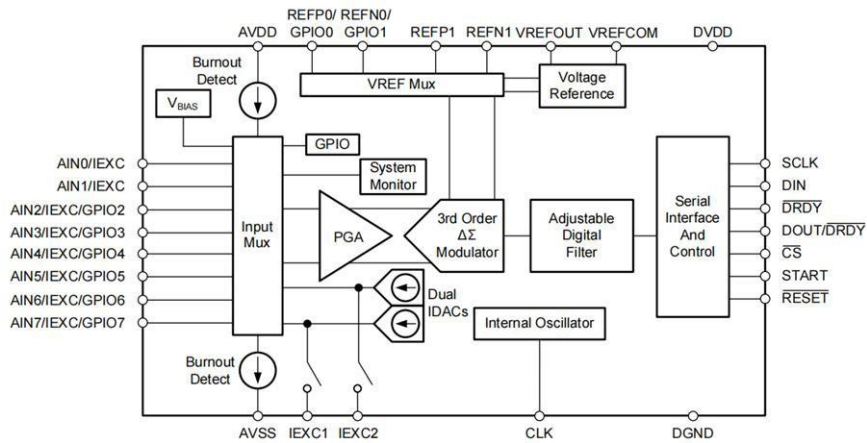 REFP0/ REFN0/
AVDD GPIO0 GPIO1 REFP1 REFN1 VREFOUT VREFCOM DVDD
Burnout
Detect
VREF Mux
Voltage
Reference
VBIAS
GPIO
System
Monitor
Input
Mux
PGA
3rd Order
ΔΣ
Modulator
Adjustable
Digital
Filter
Serial
Interface
And
Control
AIN0/IEXC
AIN1/IEXC
AIN2/IEXC/GPIO2
AIN3/IEXC/GPIO3
AIN4/IEXC/GPIO4
AIN5/IEXC/GPIO5
AIN6/IEXC/GPIO6
AIN7/IEXC/GPIO7
SCLK
DIN
DRDY
DOUT/DRDY
CS
START
RESET
Dual
IDACs
Internal Oscillator
Burnout
Detect
AVSS IEXC1 IEXC2 CLK DGND